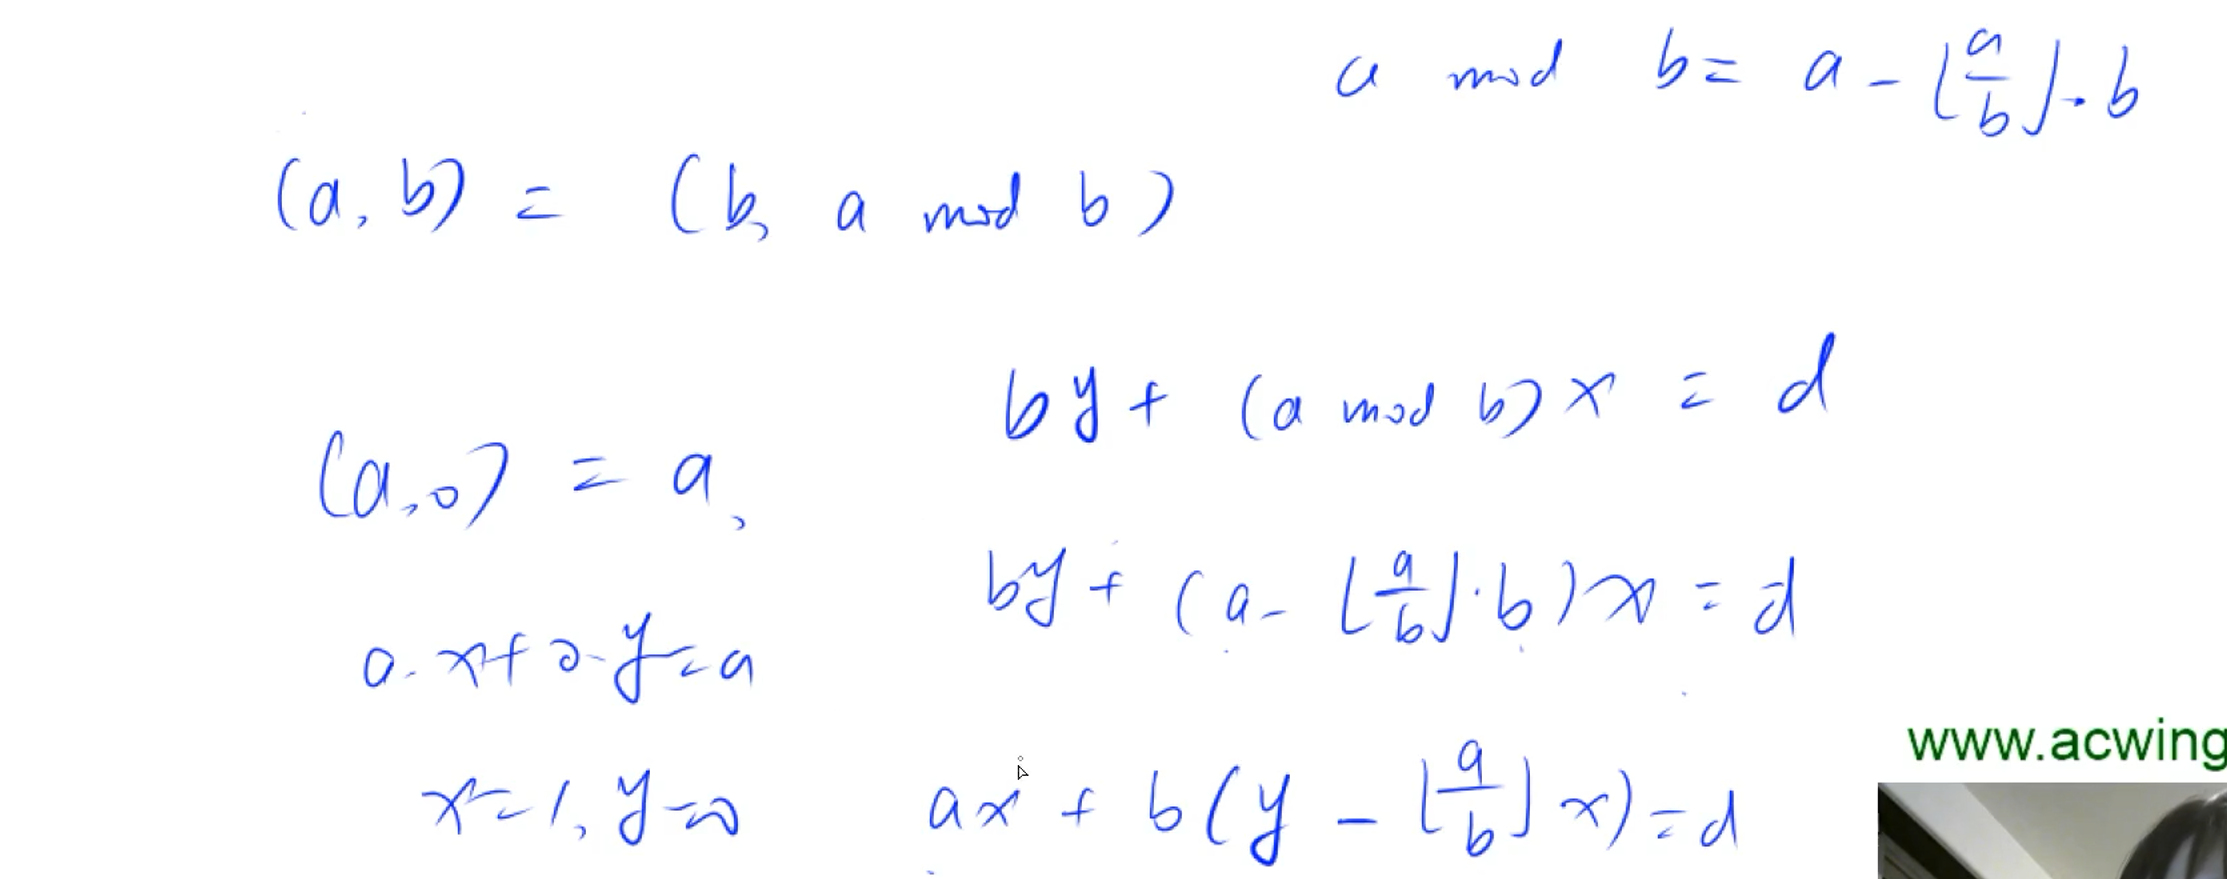 a mod b = a - ⌊a/b⌋·b
(a, b) = (b, a mod b)
by + (a mod b)x = d
(a,0) = a,
by + (a - ⌊a/b⌋·b)x = d
a·x+0·y=a
www.acwing
x=1, y=0
ax + b(y - ⌊a/b⌋x)=d